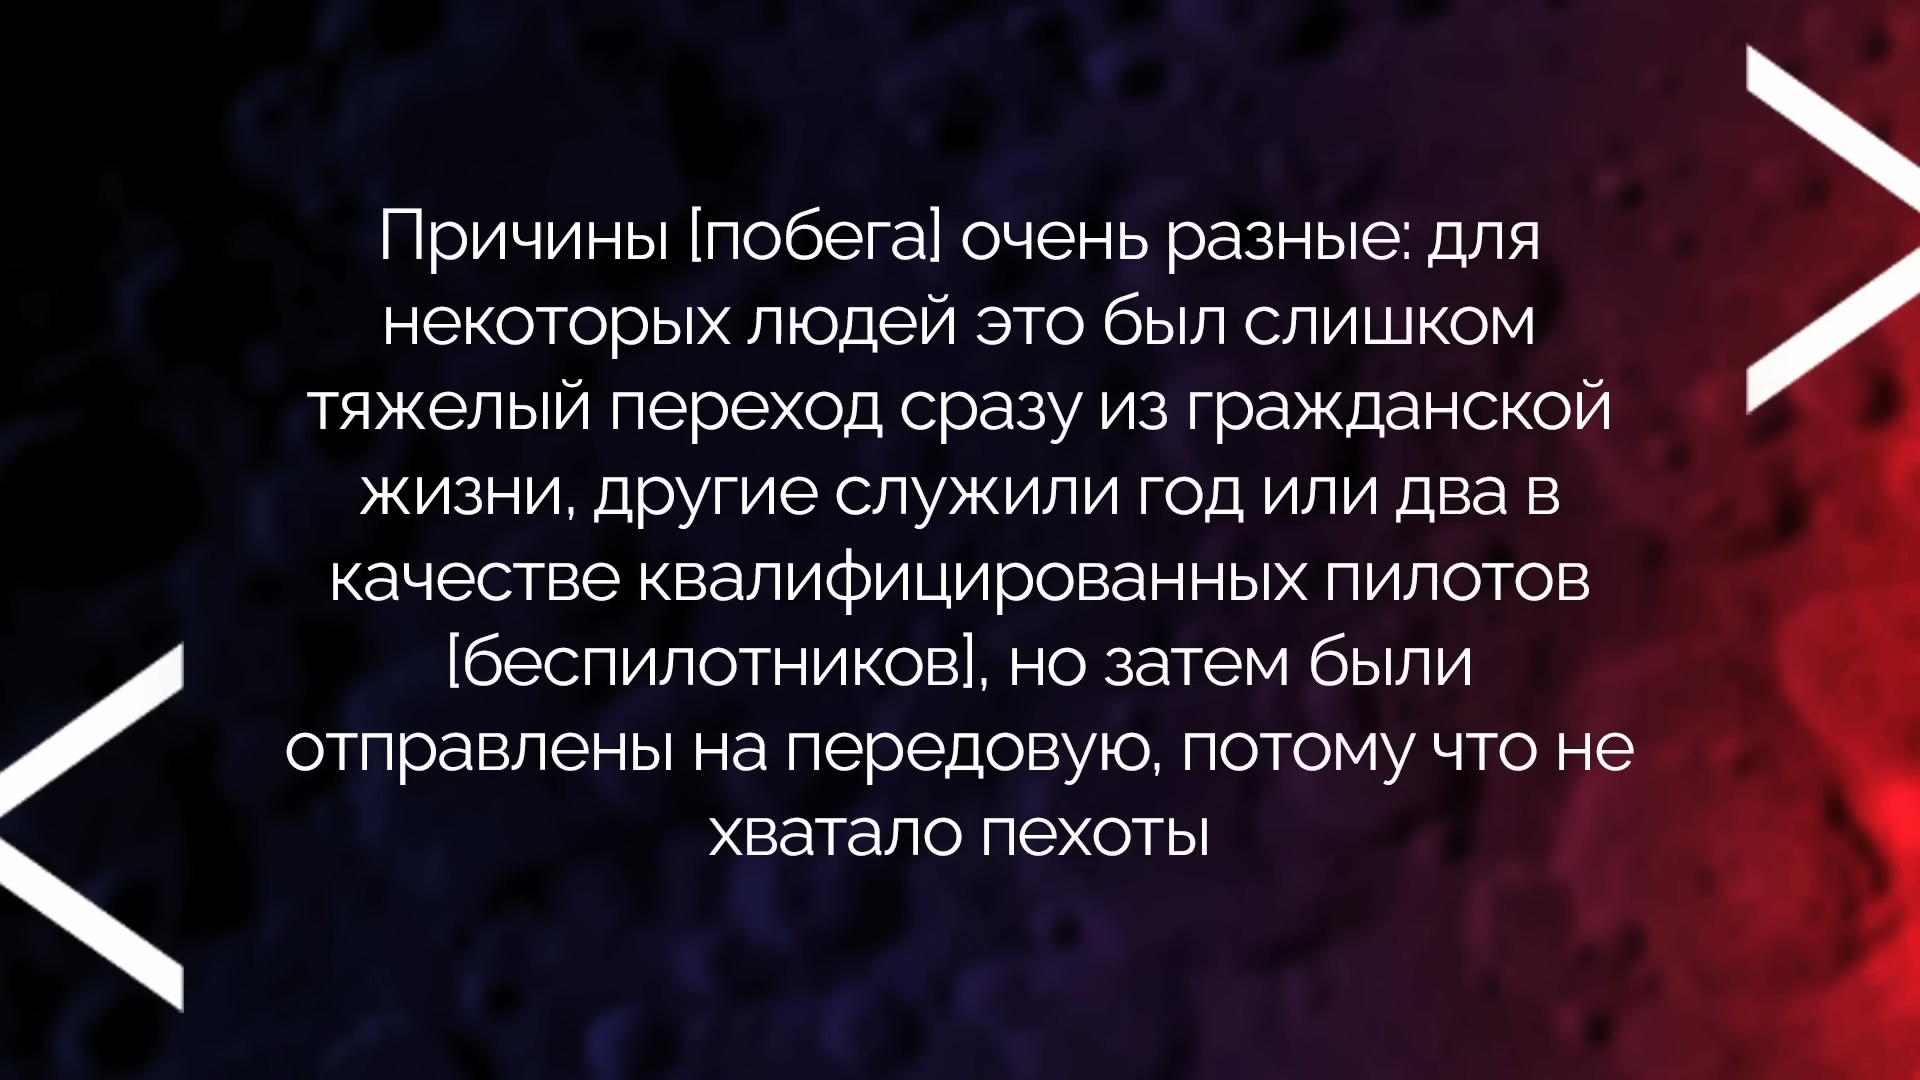 Причины [побега] очень разные: для
некоторых людей это был слишком
тяжелый переход сразу из гражданской
жизни, другие служили год или два в
качестве квалифицированных пилотов
[беспилотников], но затем были
отправлены на передовую, потому что не
хватало пехоты